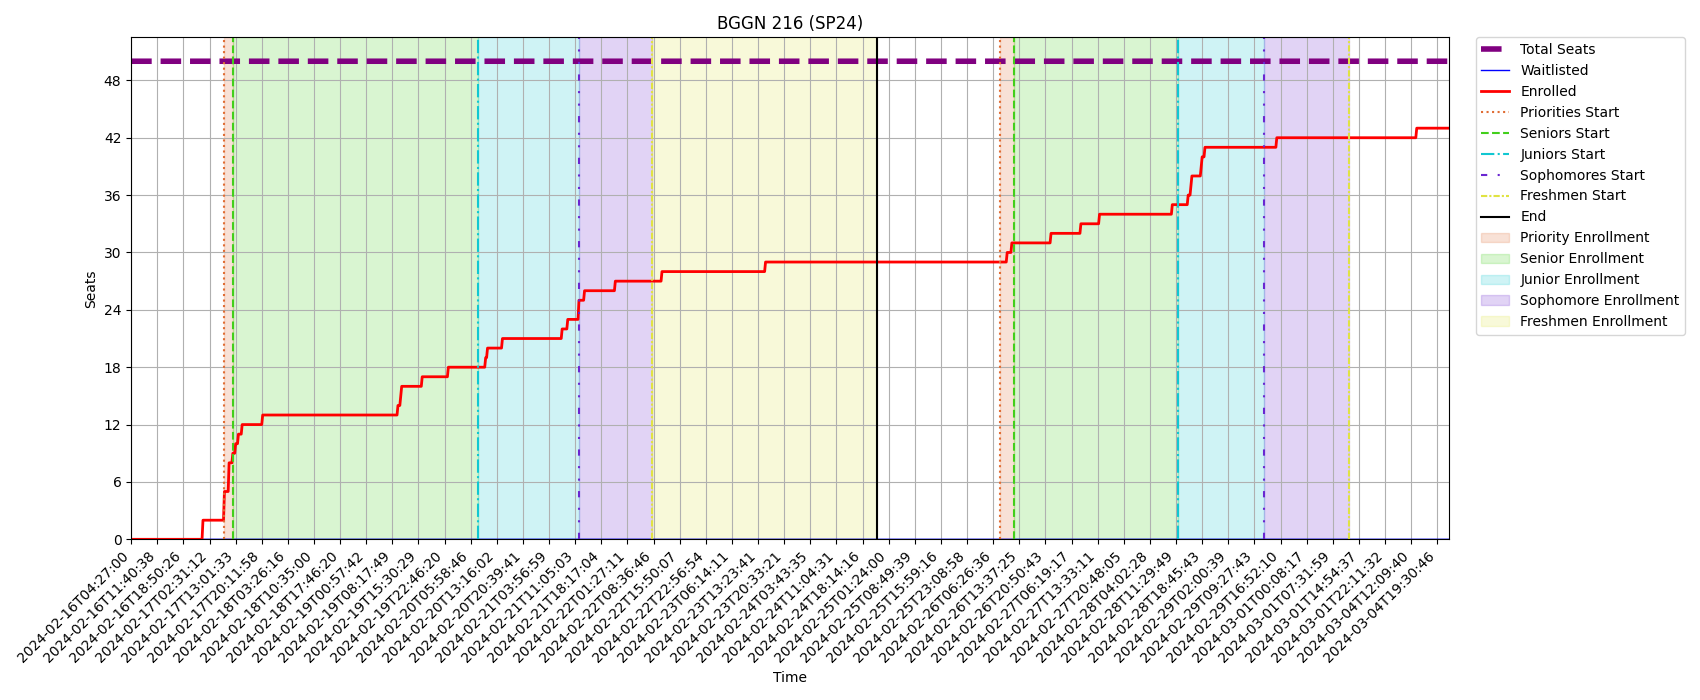 BGGN 216 (SP24)
Total Seats
Waitlisted
Enrolled
Priorities Start
Seniors Start
Juniors Start
Sophomores Start
Freshmen Start
End
Priority Enrollment
Senior Enrollment
Junior Enrollment
Sophomore Enrollment
Freshmen Enrollment
Seats
48
42
36
30
24
18
12
6
0
2024-02-16T04:27:00
2024-02-16T11:40:38
2024-02-16T18:50:26
2024-02-17T02:31:12
2024-02-17T13:01:33
2024-02-17T20:11:58
2024-02-18T03:26:16
2024-02-18T10:35:00
2024-02-18T17:46:20
2024-02-19T00:57:42
2024-02-19T08:17:49
2024-02-19T15:30:29
2024-02-19T22:46:20
2024-02-20T05:58:46
2024-02-20T13:16:02
2024-02-20T20:39:41
2024-02-21T03:56:59
2024-02-21T11:05:03
2024-02-21T18:17:04
2024-02-22T01:27:11
2024-02-22T08:36:46
2024-02-22T15:50:07
2024-02-22T22:56:54
2024-02-23T06:14:11
2024-02-23T13:23:41
2024-02-23T20:33:21
2024-02-24T03:43:35
2024-02-24T11:04:31
2024-02-24T18:14:16
2024-02-25T01:24:00
2024-02-25T08:49:39
2024-02-25T15:59:16
2024-02-25T23:08:58
2024-02-26T06:26:36
2024-02-26T13:37:25
2024-02-26T20:50:43
2024-02-27T06:19:17
2024-02-27T13:33:11
2024-02-27T20:48:05
2024-02-28T04:02:28
2024-02-28T11:29:49
2024-02-28T18:45:43
2024-02-29T02:00:39
2024-02-29T09:27:43
2024-02-29T16:52:10
2024-03-01T00:08:17
2024-03-01T07:31:59
2024-03-01T14:54:37
2024-03-01T22:11:32
2024-03-04T12:09:40
2024-03-04T19:30:46
Time